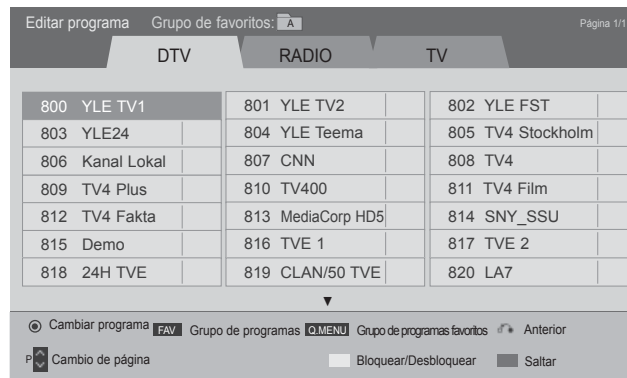 Editar programa Grupo de favoritos: A Página 1/1
DTV RADIO TV
800 YLE TV1 801 YLE TV2 802 YLE FST
803 YLE24 804 YLE Teema 805 TV4 Stockholm
806 Kanal Lokal 807 CNN 808 TV4
809 TV4 Plus 810 TV400 811 TV4 Film
812 TV4 Fakta 813 MediaCorp HD5 814 SNY_SSU
815 Demo 816 TVE 1 817 TVE 2
818 24H TVE 819 CLAN/50 TVE 820 LA7
Cambiar programa FAV Grupo de programas Q.MENU Grupo de programas favoritos Anterior
P Cambio de página Bloquear/Desbloquear Saltar